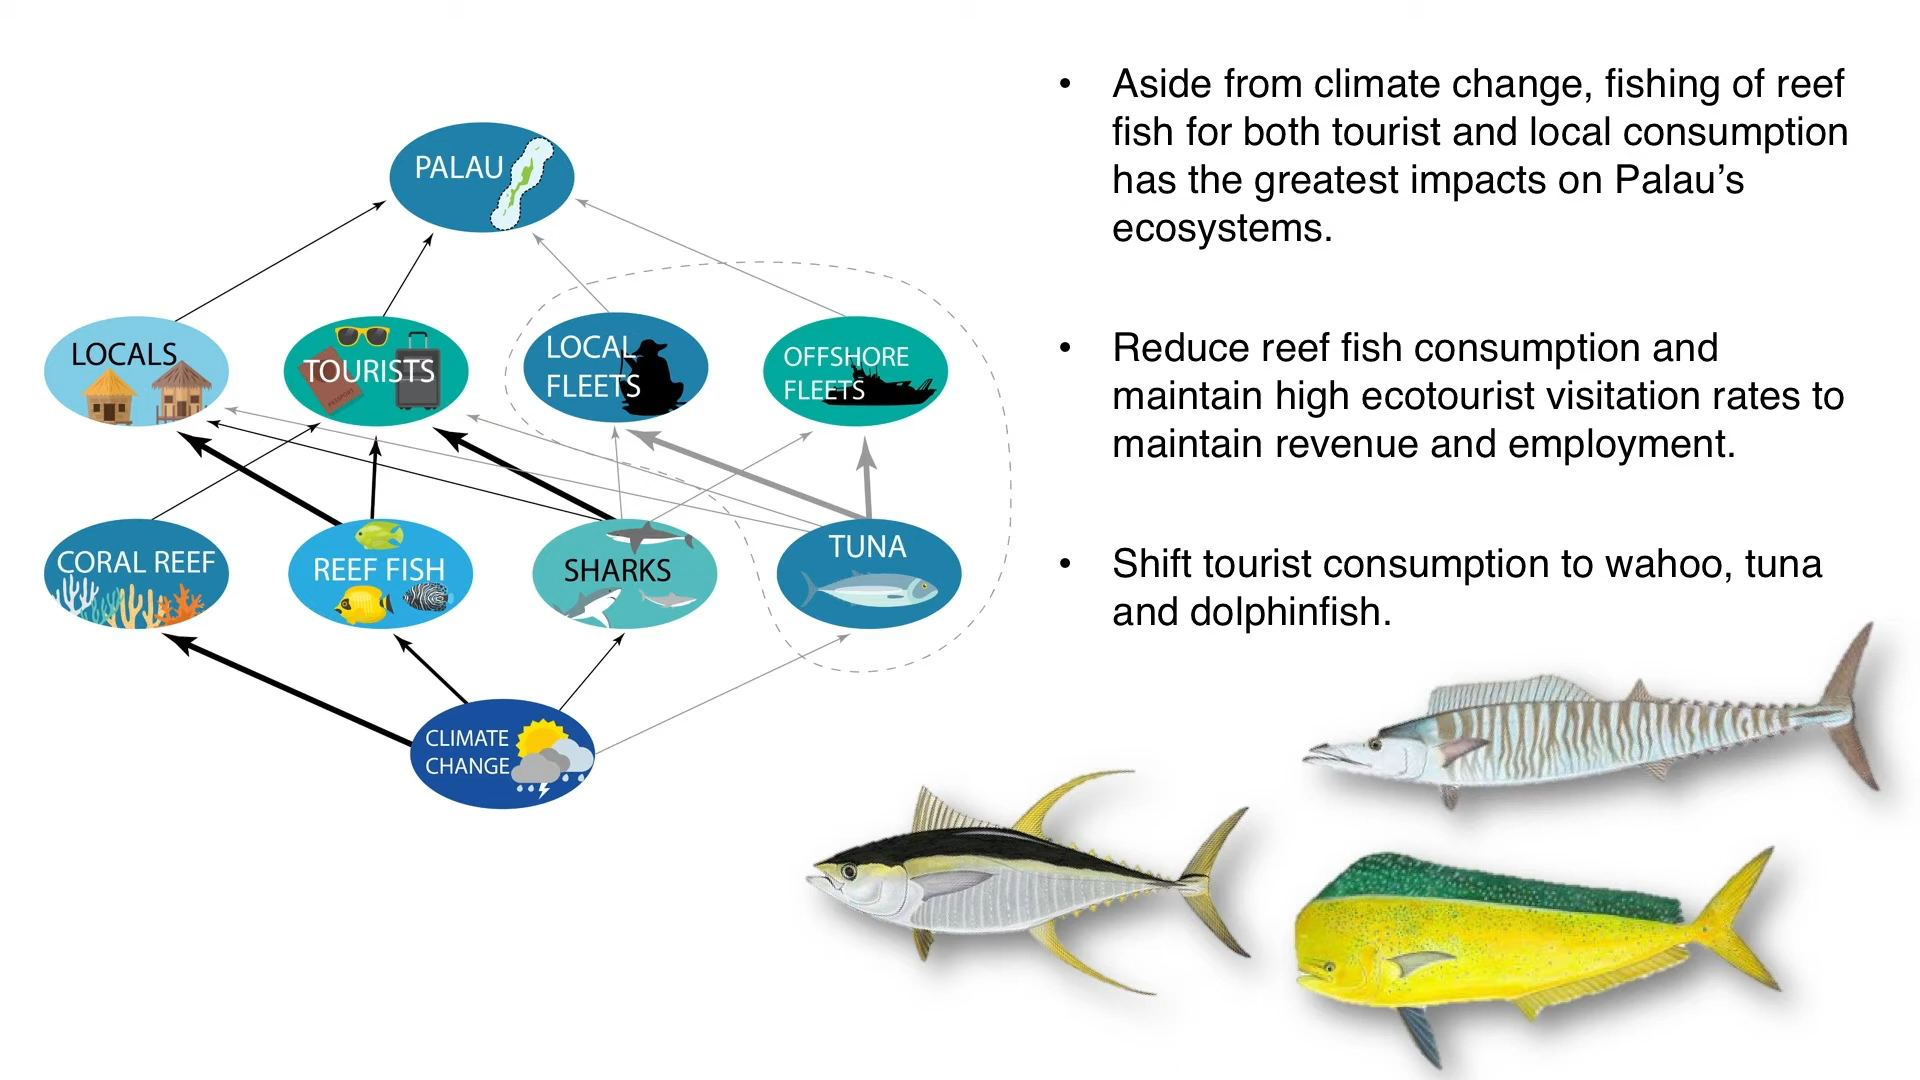 PALAU
LOCALS
TOURISTS
PASSPORT
LOCAL
FLEETS
OFFSHORE
FLEETS
CORAL REEF
REEF FISH
SHARKS
TUNA
CLIMATE
CHANGE
• Aside from climate change, fishing of reef
fish for both tourist and local consumption
has the greatest impacts on Palau’s
ecosystems.
• Reduce reef fish consumption and
maintain high ecotourist visitation rates to
maintain revenue and employment.
• Shift tourist consumption to wahoo, tuna
and dolphinfish.